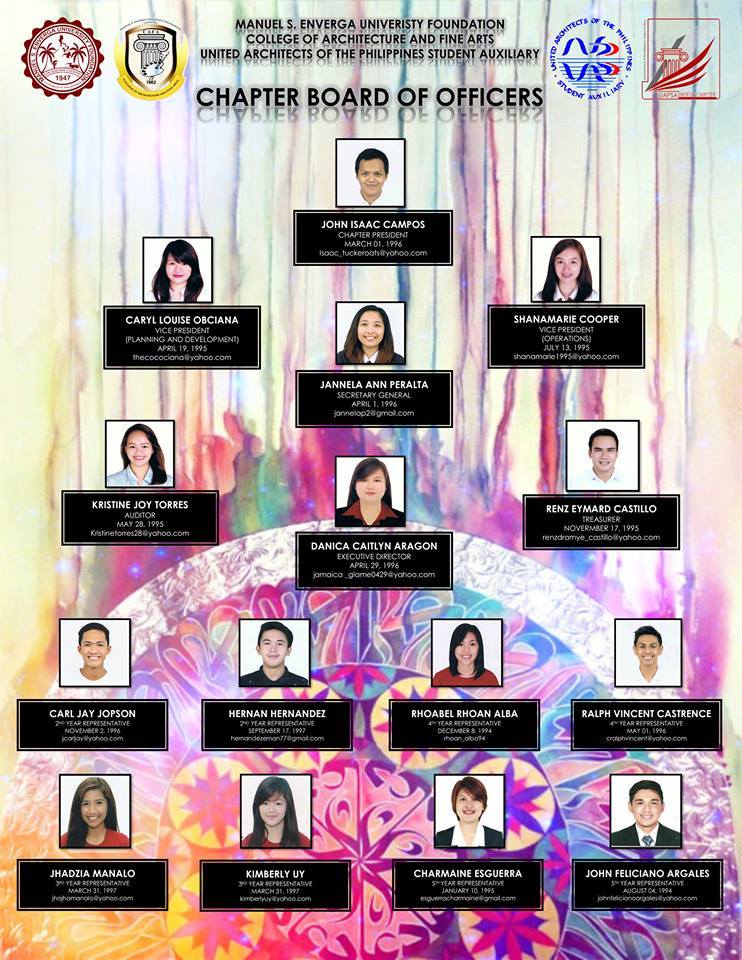 MANUEL S. ENVERGA UNIVERISTY FOUNDATION
COLLEGE OF ARCHITECTURE AND FINE ARTS
UNITED ARCHITECTS OF THE PHILIPPINES STUDENT AUXILIARY
CHAPTER BOARD OF OFFICERS
1947
CAFA
UNITED ARCHITECTS OF THE PHILIPPINES
STUDENT AUXILIARY
JOHN ISAAC CAMPOS
CHAPTER PRESIDENT
MARCH 01, 1996
Isaac_tuckeroats@yahoo.com
CARYL LOUISE OBCIANA
VICE PRESIDENT
(PLANNING AND DEVELOPMENT)
APRIL 19, 1995
thecocociana@yahoo.com
SHANAMARIE COOPER
VICE PRESIDENT
(OPERATIONS)
JULY 13, 1995
shanamarie1995@yahoo.com
JANNELA ANN PERALTA
SECRETARY GENERAL
APRIL 1, 1996
jannelap2@gmail.com
KRISTINE JOY TORRES
AUDITOR
MAY 28, 1995
Kristinetorres28@yahoo.com
RENZ EYMARD CASTILLO
TREASURER
NOVERMBER 17, 1995
renzdramye_castillo@yahoo.com
DANICA CAITLYN ARAGON
EXECUTIVE DIRECTOR
APRIL 29, 1996
jamaica _glame0429@yahoo.com
CARL JAY JOPSON
2ND YEAR REPRESENTATIVE
NOVEMBER 2, 1996
jcarljay@yahoo.com
HERNAN HERNANDEZ
2ND YEAR REPRESENTATIVE
SEPTEMBER 17, 1997
hernandezernan77@gmail.com
RHOABEL RHOAN ALBA
4TH YEAR REPRESENTATIVE
DECEMBER 8, 1994
rhoan_alba94
RALPH VINCENT CASTRENCE
4TH YEAR REPRESENTATIVE
MAY 01, 1996
cralphvincent@yahoo.com
JHADZIA MANALO
3RD YEAR REPRESENTATIVE
MARCH 31, 1997
jhajhamanalo@yahoo.com
KIMBERLY UY
3RD YEAR REPRESENTATIVE
MARCH 31, 1997
kimberlyuy@yahoo.com
CHARMAINE ESGUERRA
5TH YEAR REPRESENTATIVE
JANUARY 10, 1995
esguerracharmaine@gmail.com
JOHN FELICIANO ARGALES
5TH YEAR REPRESENTATIVE
AUGUST 04, 1994
johnfelicianoargales@yahoo.com